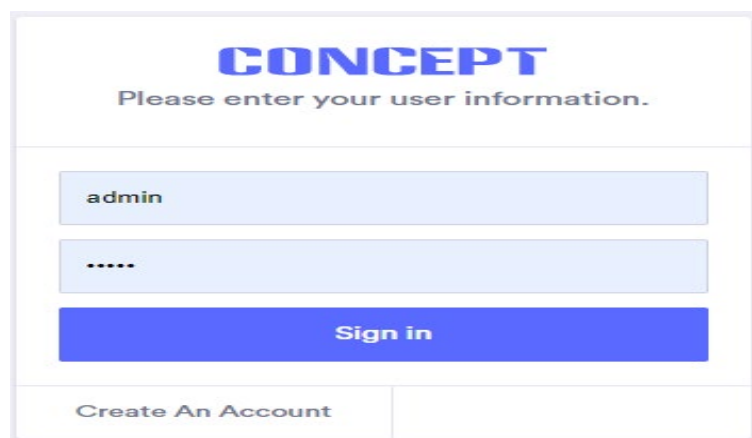 CONCEPT
Please enter your user information.
admin
•••••
Sign in
Create An Account